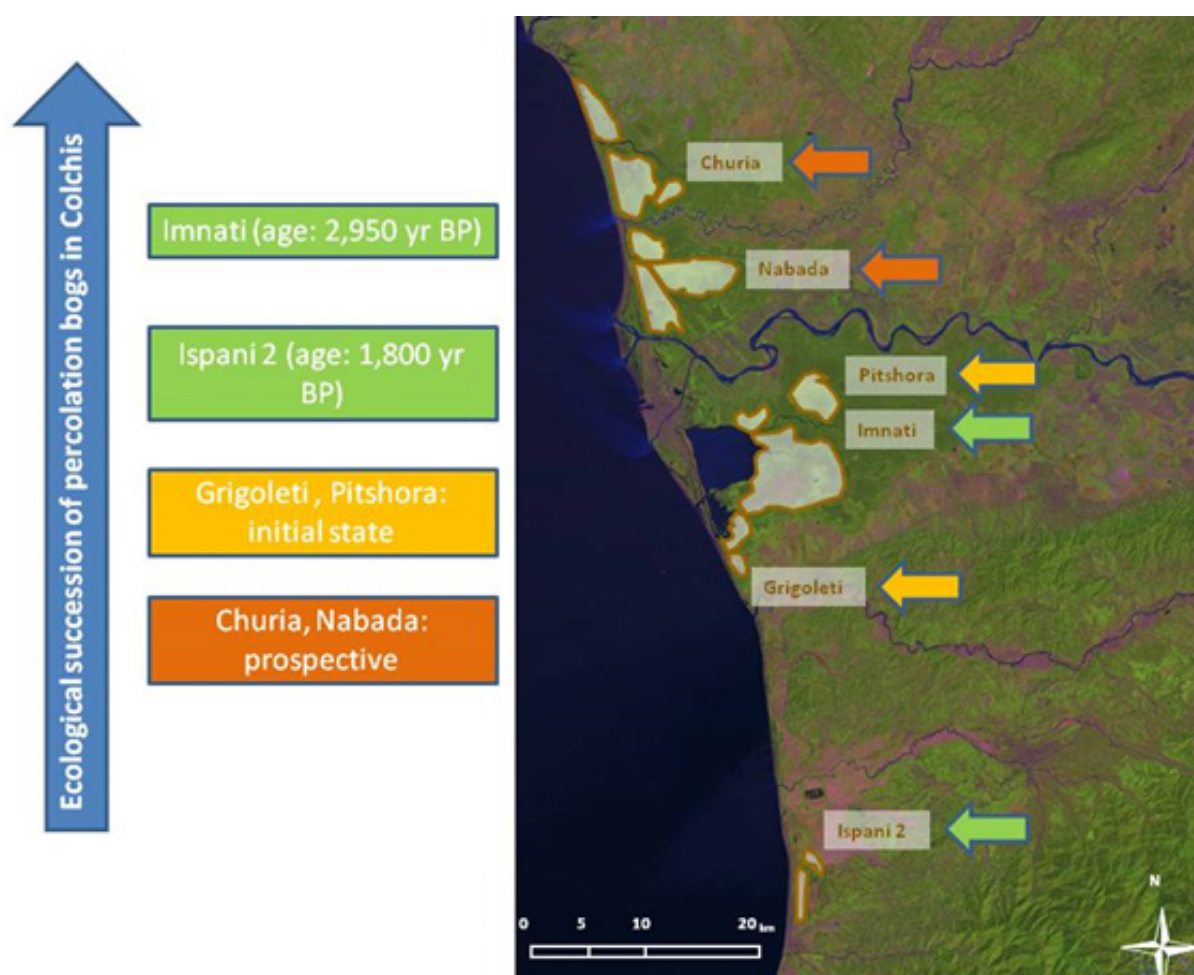 Ecological succession of percolation bogs in Colchis
Imnati (age: 2,950 yr BP)
Ispani 2 (age: 1,800 yr
BP)
Grigoleti , Pitshora:
initial state
Churia, Nabada:
prospective
Churia
Nabada
Pitshora
Imnati
Grigoleti
Ispani 2
N
0 5 10 20 km